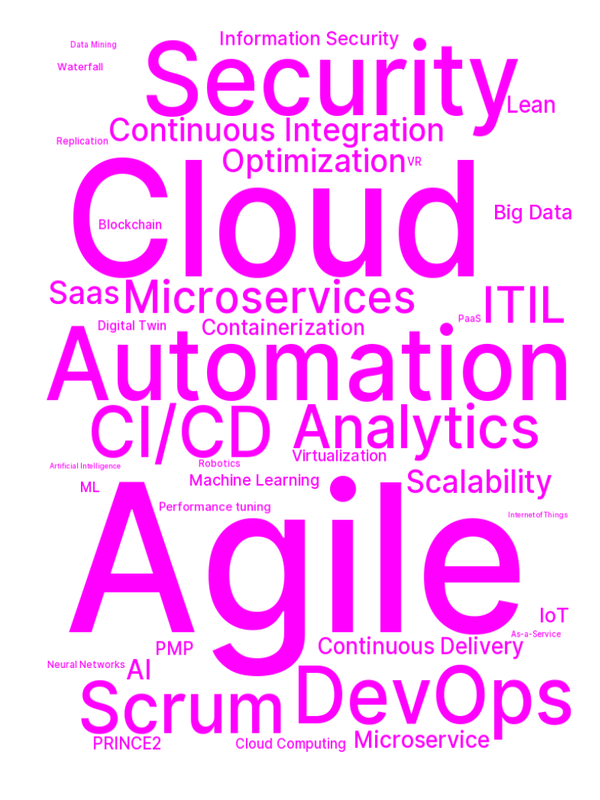 Information Security
Data Mining
Security
Waterfall
Lean
Continuous Integration
Replication
Optimization
VR
Cloud
Big Data
Blockchain
Saas
Microservices
ITIL
PaaS
Digital Twin
Containerization
Automation
CI/CD
Analytics
Virtualization
Robotics
Artificial Intelligence
Machine Learning
Scalability
ML
Performance tuning
Internet of Things
Agile
IoT
As-a-Service
PMP
Continuous Delivery
Neural Networks
AI
Scrum
DevOps
PRINCE2
Cloud Computing
Microservice